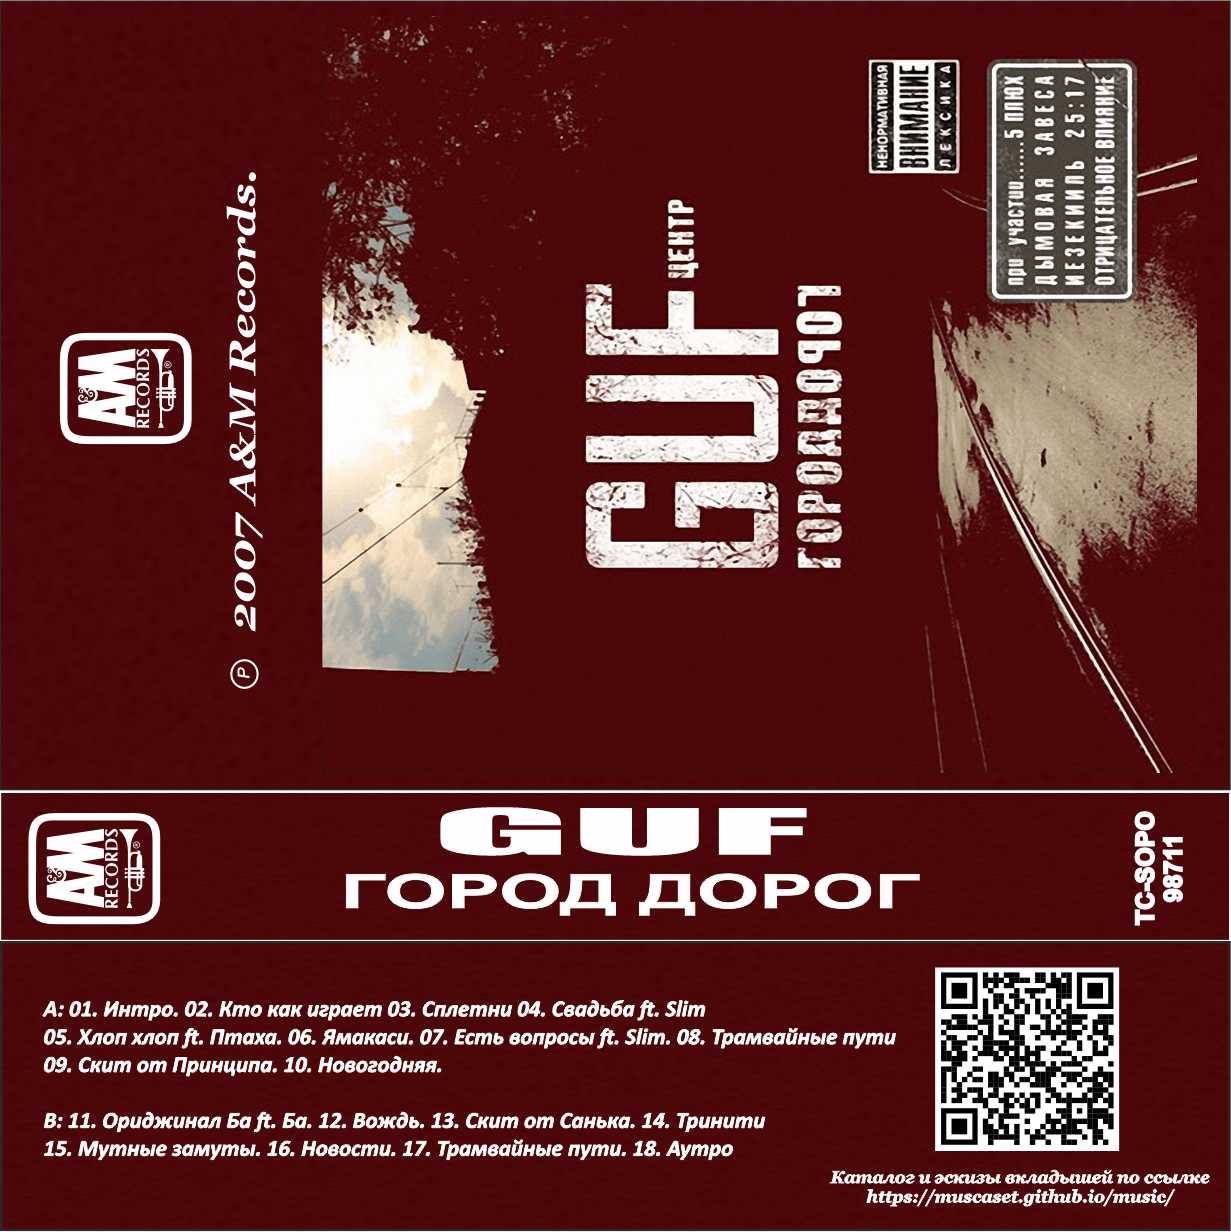 A&M
RECORDS®
℗ 2007 A&M Records.
GUF
ЦЕНТР
ГОРОДДОРОГ
НЕНОРМАТИВНАЯ
ВНИМАНИЕ
ЛЕКСИКА
при участии......5 ПЛЮХ
ДЫМОВАЯ ЗАВЕСА
ИЕЗЕКИИЛЬ 25:17
ОТРИЦАТЕЛЬНОЕ ВЛИЯНИЕ
A&M
RECORDS®
GUF
ГОРОД ДОРОГ
TC-SOPO
98711
A: 01. Интро. 02. Кто как играет 03. Сплетни 04. Свадьба ft. Slim
05. Хлоп хлоп ft. Птаха. 06. Ямакаси. 07. Есть вопросы ft. Slim. 08. Трамвайные пути
09. Скит от Принципа. 10. Новогодняя.
B: 11. Ориджинал Ба ft. Ба. 12. Вождь. 13. Скит от Санька. 14. Тринити
15. Мутные замуты. 16. Новости. 17. Трамвайные пути. 18. Аутро
Каталог и эскизы вкладышей по ссылке
https://muscaset.github.io/music/